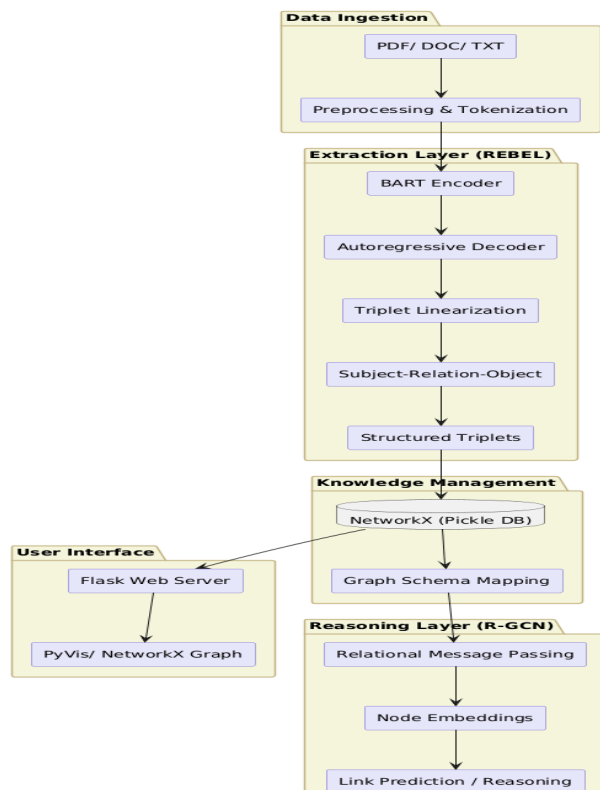 Data Ingestion
PDF/ DOC/ TXT
Preprocessing & Tokenization
Extraction Layer (REBEL)
BART Encoder
Autoregressive Decoder
Triplet Linearization
Subject-Relation-Object
Structured Triplets
Knowledge Management
NetworkX (Pickle DB)
Graph Schema Mapping
User Interface
Flask Web Server
PyVis/ NetworkX Graph
Reasoning Layer (R-GCN)
Relational Message Passing
Node Embeddings
Link Prediction / Reasoning